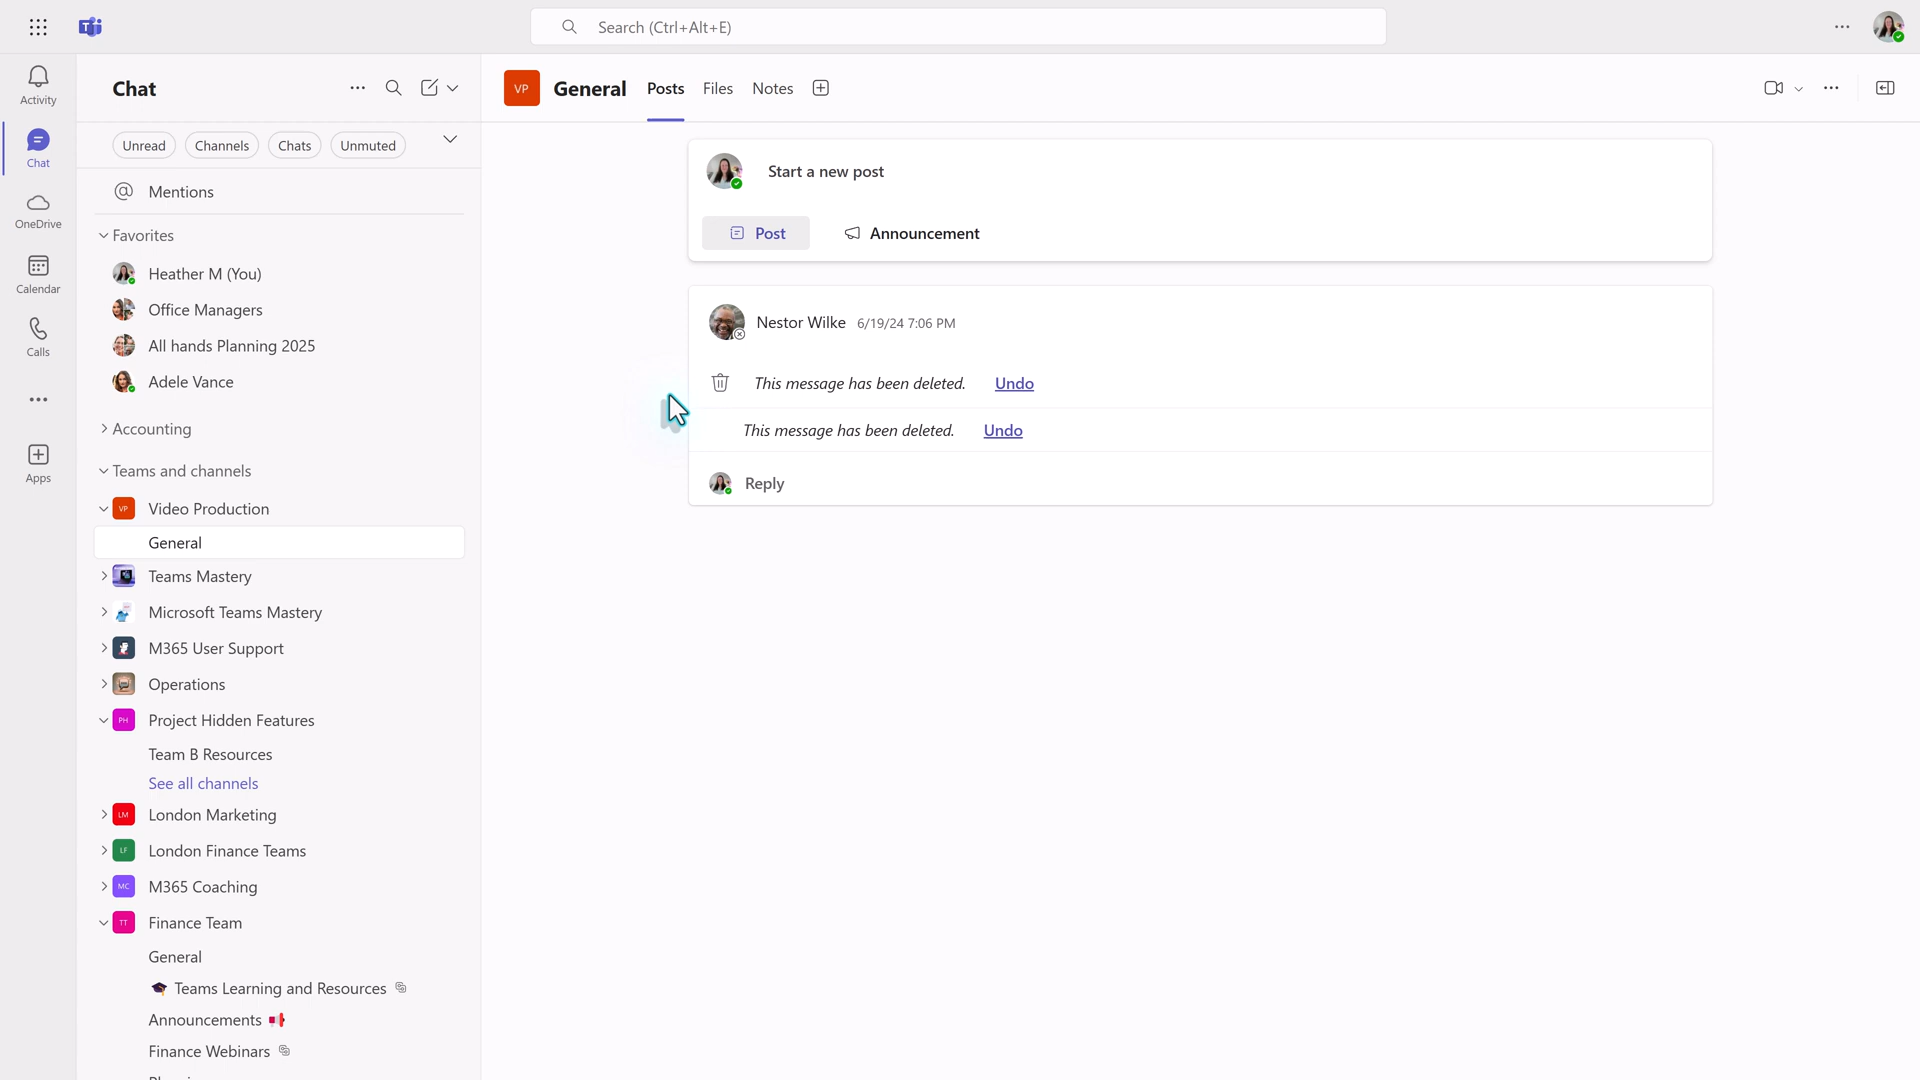 Search (Ctrl+Alt+E)
Activity
Chat
OneDrive
Calendar
Calls
Apps
Chat
Unread
Channels
Chats
Unmuted
@ Mentions
Favorites
Heather M (You)
Office Managers
All hands Planning 2025
Adele Vance
Accounting
Teams and channels
VP Video Production
General
Teams Mastery
Microsoft Teams Mastery
M365 User Support
Operations
PH Project Hidden Features
Team B Resources
See all channels
LM London Marketing
LF London Finance Teams
MC M365 Coaching
TT Finance Team
General
Teams Learning and Resources
Announcements
Finance Webinars
VP General Posts Files Notes
Start a new post
Post Announcement
Nestor Wilke 6/19/24 7:06 PM
This message has been deleted. Undo
This message has been deleted. Undo
Reply